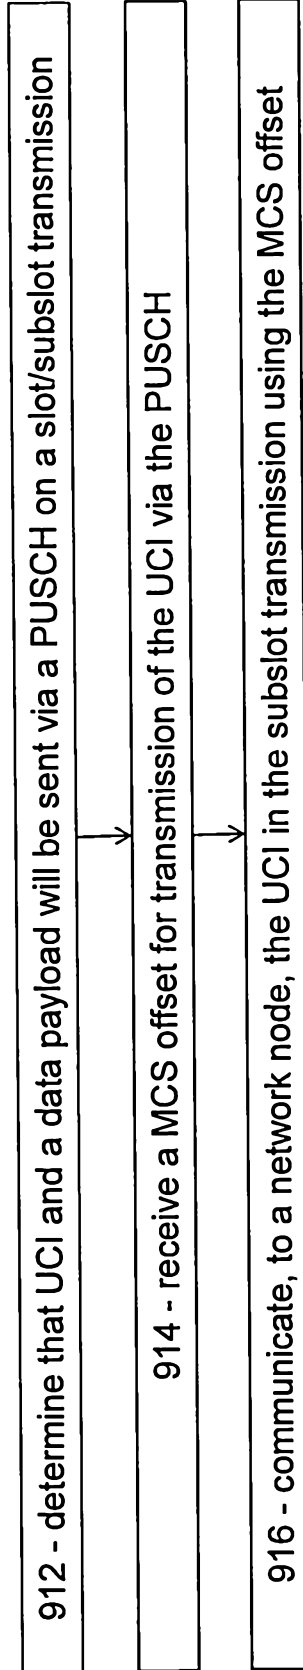 912 - determine that UCI and a data payload will be sent via a PUSCH on a slot/subslot transmission
914 - receive a MCS offset for transmission of the UCI via the PUSCH
916 - communicate, to a network node, the UCI in the subslot transmission using the MCS offset